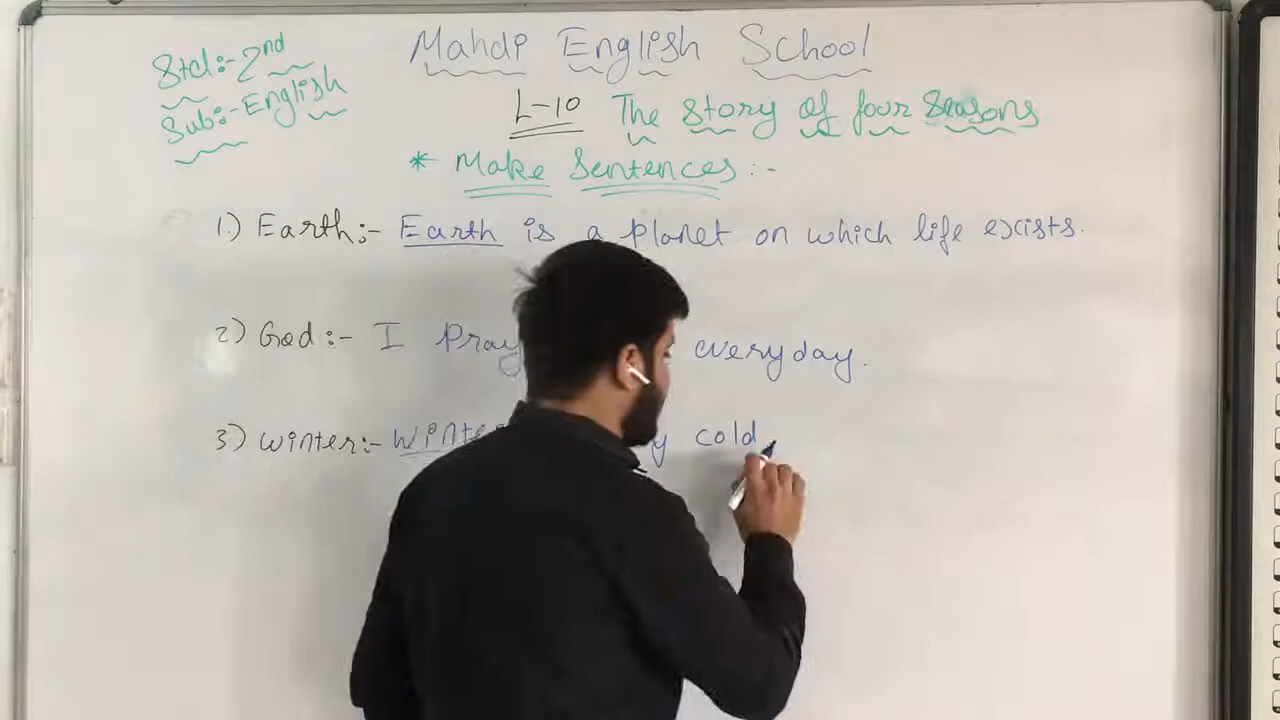 Mahdi English School
Std:- 2nd
Sub:- English
L-10 The story of four Seasons
* Make Sentences:-
1.) Earth:- Earth is a planet on which life exists.
2) God:- I Pray everyday.
3) winter:- cold